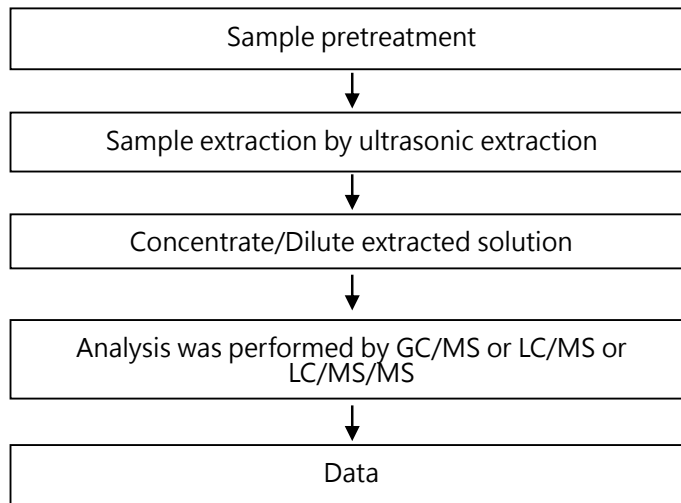 Sample pretreatment
Sample extraction by ultrasonic extraction
Concentrate/Dilute extracted solution
Analysis was performed by GC/MS or LC/MS or
LC/MS/MS
Data